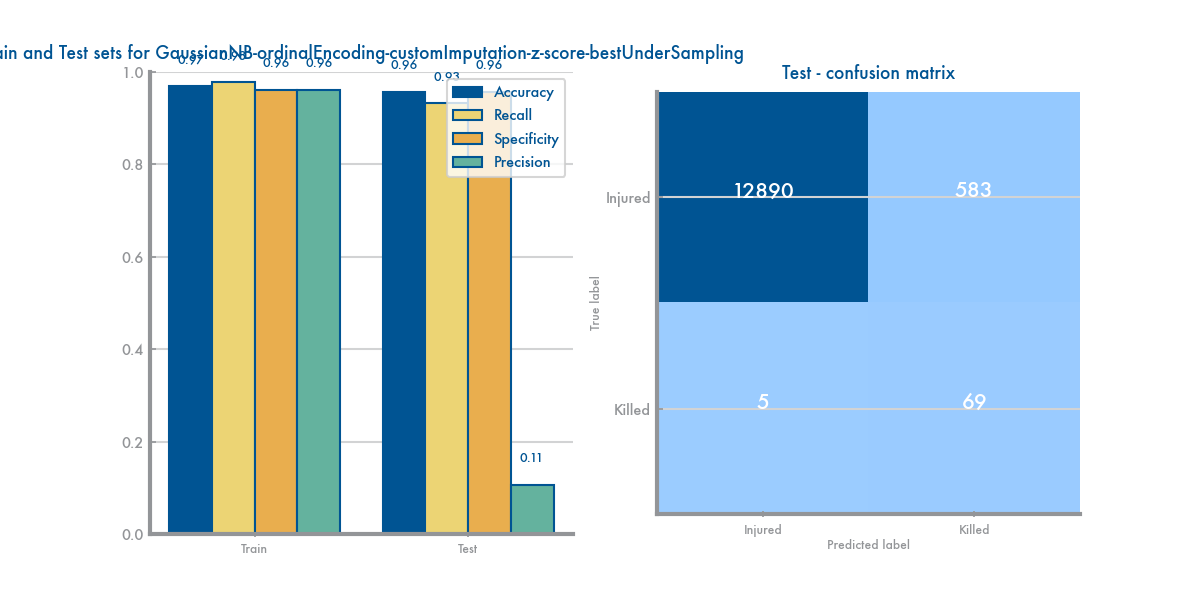 ain and Test sets for GaussianNB-ordinalEncoding-customImputation-z-score-bestUnderSampling
0.97 0.98 0.96 0.96 0.96 0.93 0.96
Accuracy
Recall
Specificity
Precision
1.0
0.8
0.6
0.4
0.2
0.0
0.11
Train Test
Test - confusion matrix
True label
Injured
Killed
12890 583
5 69
Injured Killed
Predicted label